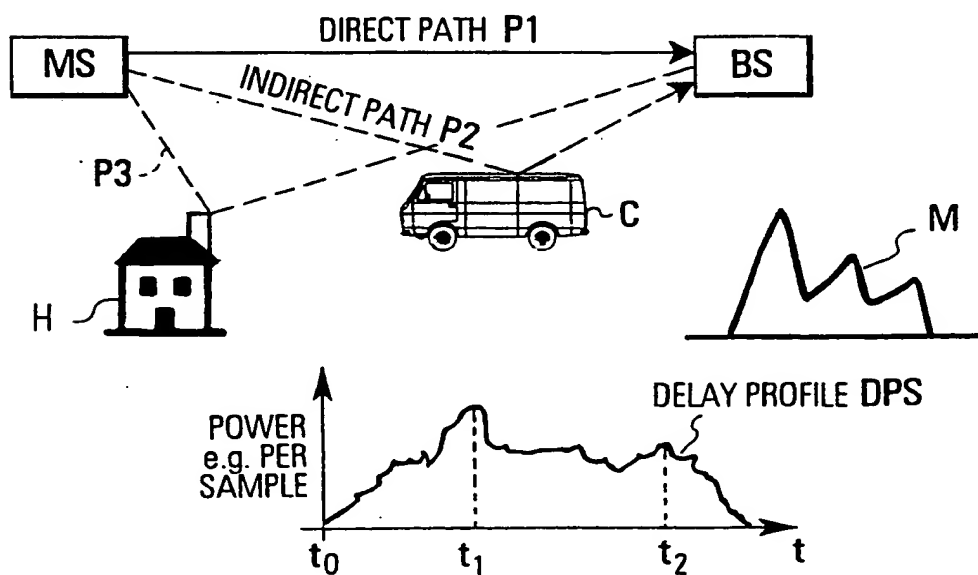 DIRECT PATH P1
MS
BS
INDIRECT PATH P2
P3
C
M
H
DELAY PROFILE DPS
POWER
e.g. PER
SAMPLE
t0
t1
t2
t